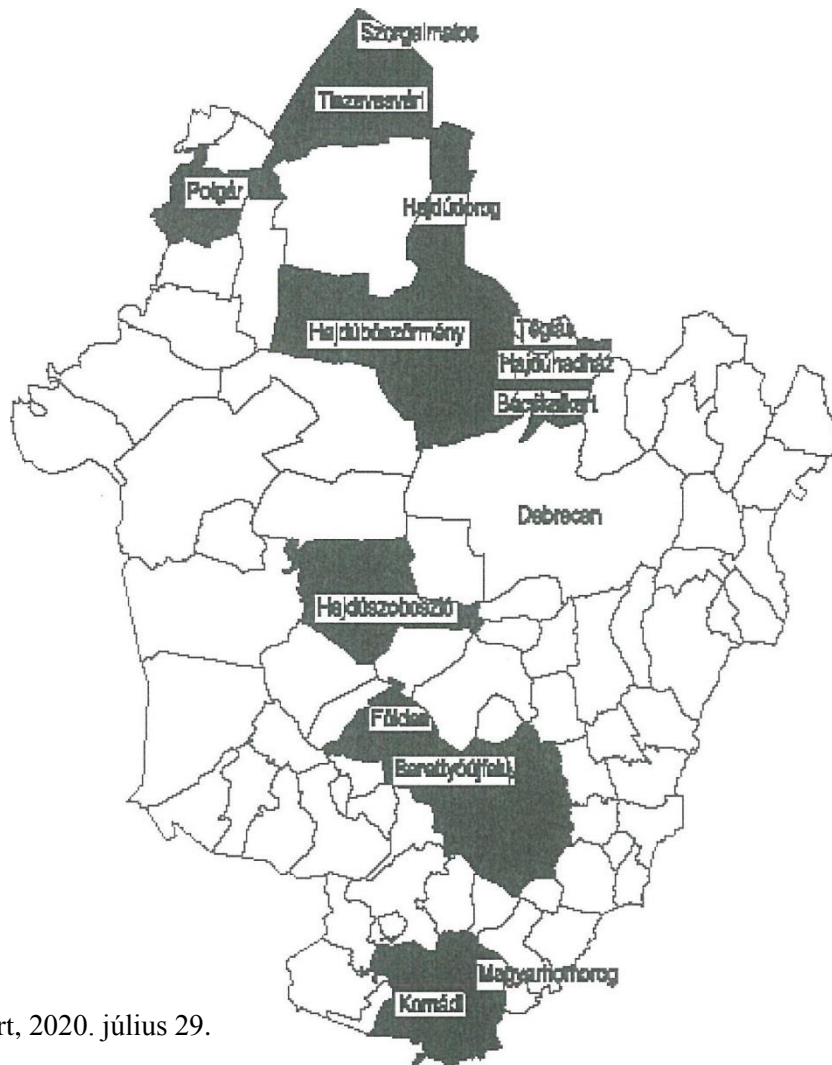 Szorgalmatos
Tiszavasvári
Polgár
Hajdúdorog
Hajdúböszörmény
Téglás
Hajdúhadház
Bocskaikert
Debrecen
Hajdúszoboszló
Földes
Berettyóújfalu
Magyarhomorog
Komádi
rt, 2020. július 29.